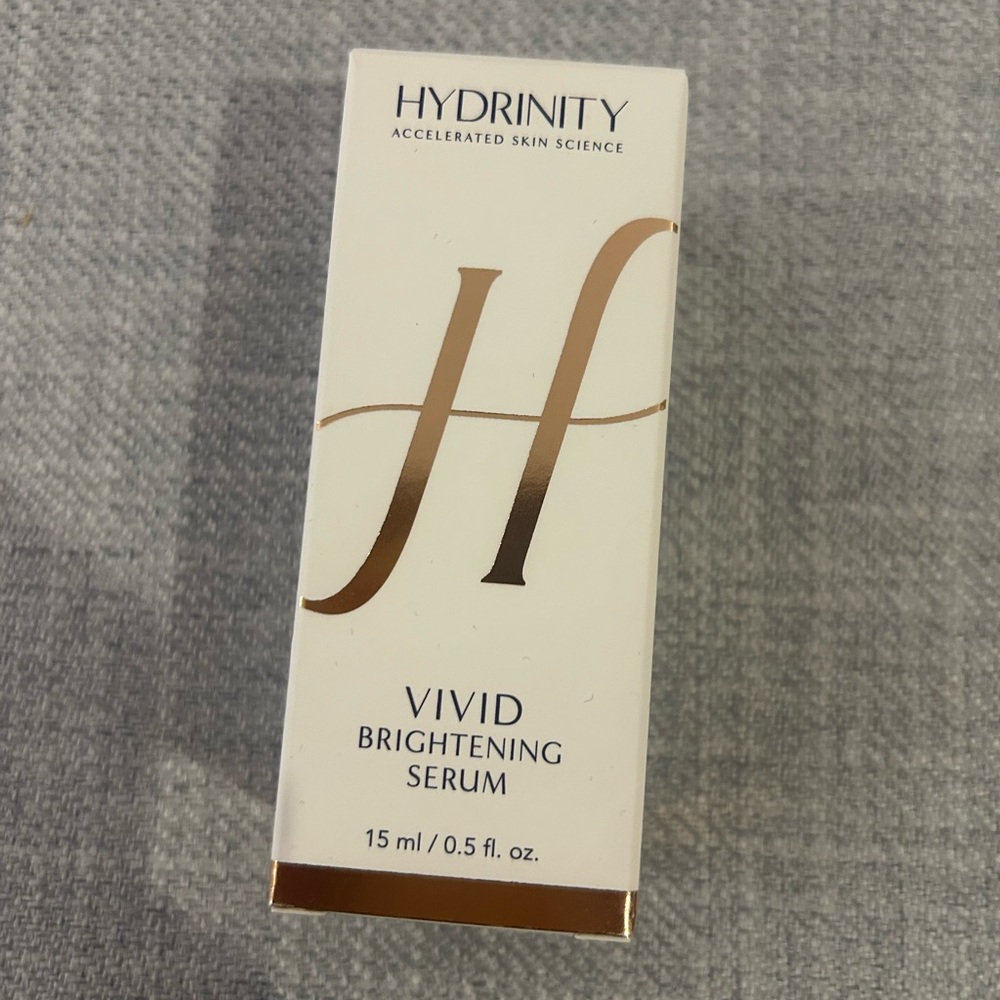 HYDRINITY
ACCELERATED SKIN SCIENCE
H
VIVID
BRIGHTENING
SERUM
15 ml / 0.5 fl. oz.